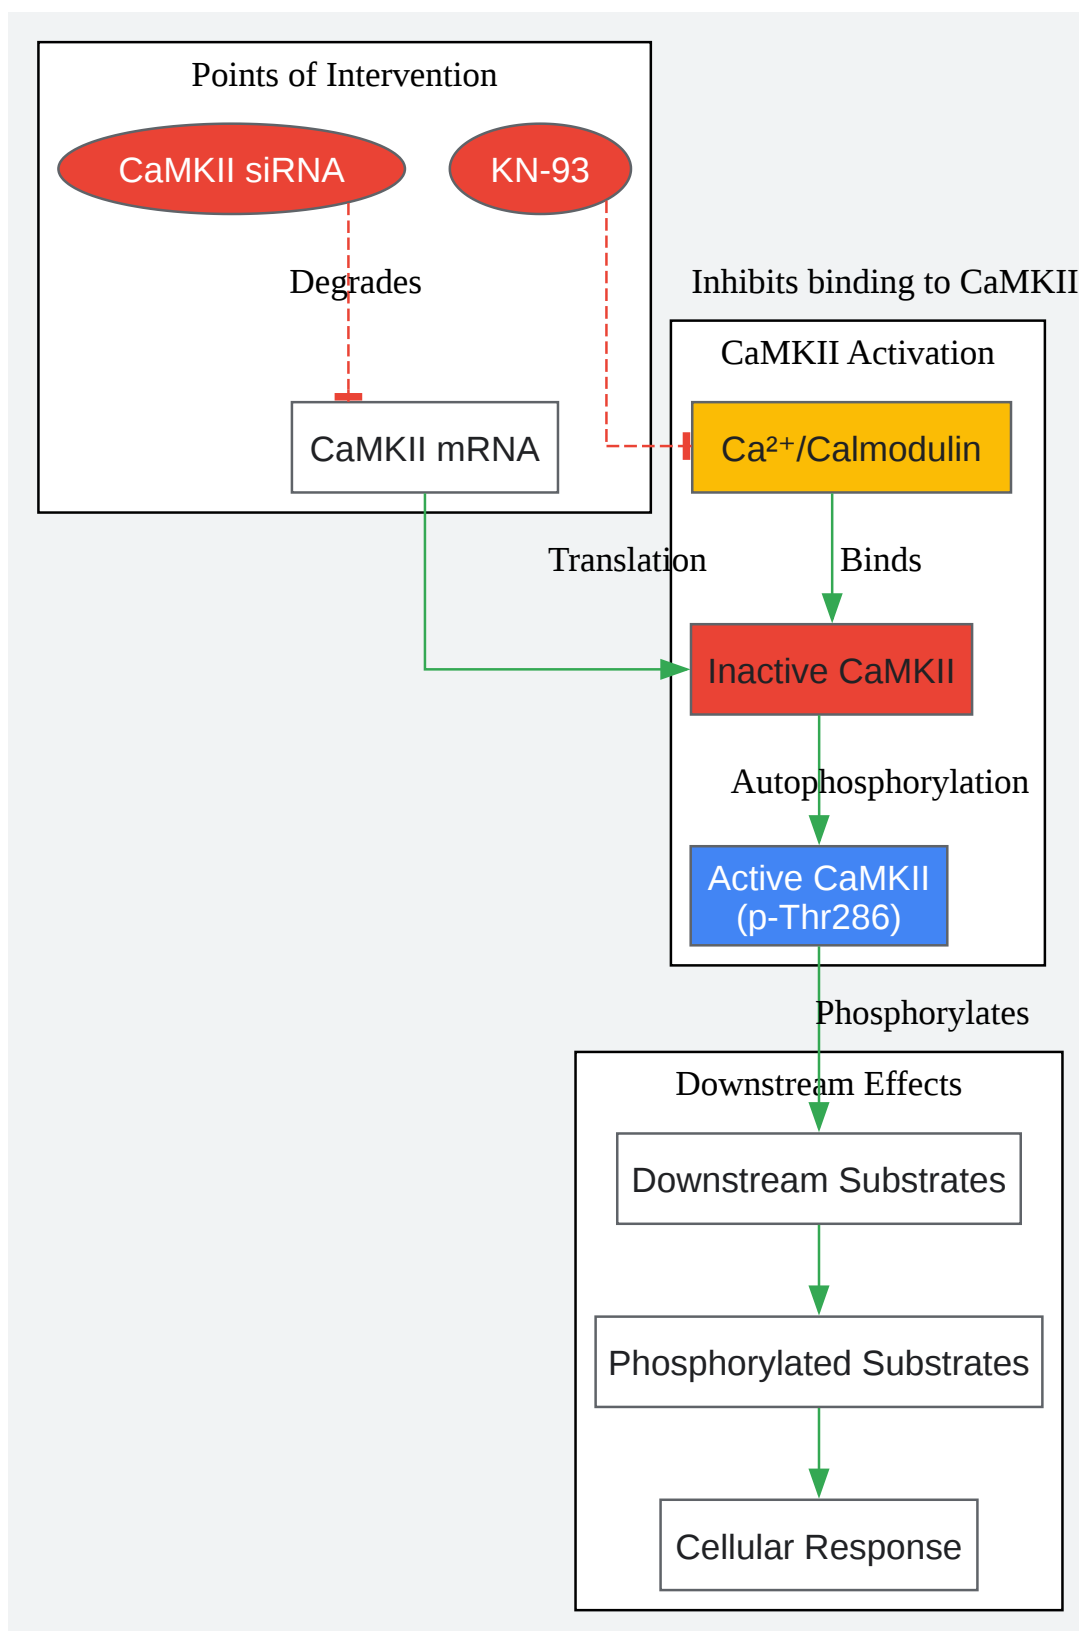 Points of Intervention
CaMKII siRNA
KN-93
Degrades
Inhibits binding to CaMKII
CaMKII Activation
CaMKII mRNA
Ca²⁺/Calmodulin
Translation
Binds
Inactive CaMKII
Autophosphorylation
Active CaMKII
(p-Thr286)
Phosphorylates
Downstream Effects
Downstream Substrates
Phosphorylated Substrates
Cellular Response